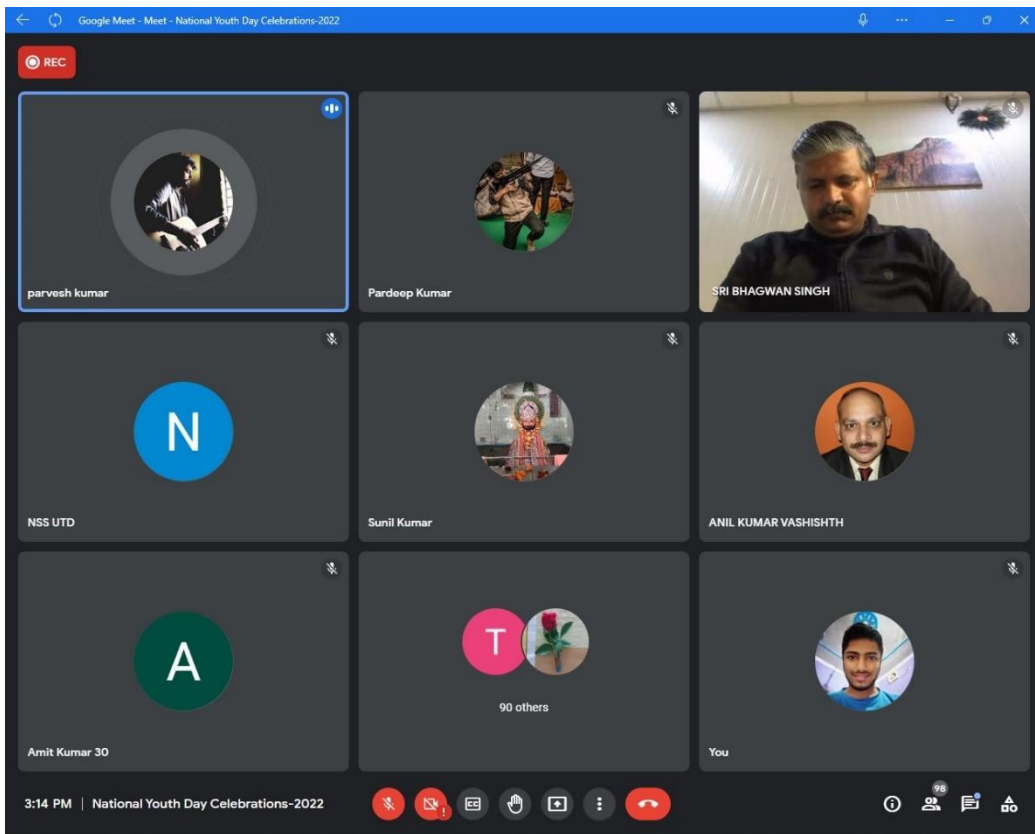 Google Meet - Meet - National Youth Day Celebrations-2022
REC
parvesh kumar
Pardeep Kumar
SRI BHAGWAN SINGH
N
NSS UTD
Sunil Kumar
ANIL KUMAR VASHISHTH
A
Amit Kumar 30
T
90 others
You
3:14 PM | National Youth Day Celebrations-2022
CC
98